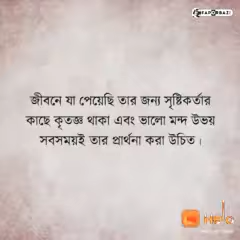 জীবনে যা পেয়েছি তার জন্য সৃষ্টিকর্তার
কাছে কৃতজ্ঞ থাকা এবং ভালো মন্দ উভয়
সবসময়ই তার প্রার্থনা করা উচিত।